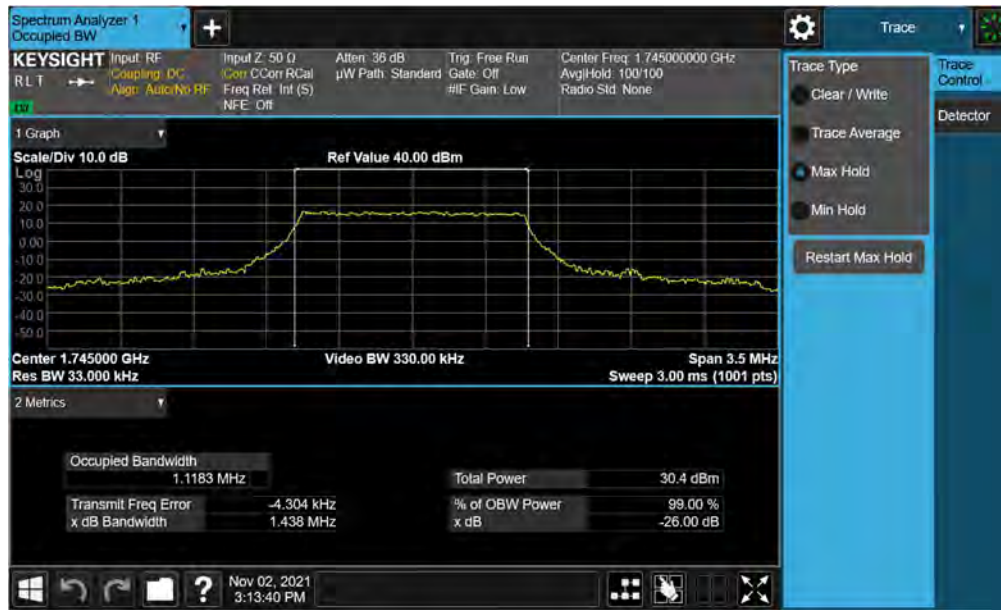 Spectrum Analyzer 1
Occupied BW
+
Trace
KEYSIGHT
RLT
Input: RF
Coupling: DC
Align: Auto/No RF
Input Z: 50 Ω
Corr CCorr RCal
Freq Ref: Int (S)
NFE: Off
Atten: 36 dB
µW Path: Standard
Trig: Free Run
Gate: Off
#IF Gain: Low
Center Freq: 1.745000000 GHz
Avg|Hold: 100/100
Radio Std: None
Trace Type
Clear / Write
Trace Average
Max Hold
Min Hold
Restart Max Hold
Trace
Control
Detector
1 Graph
Scale/Div 10.0 dB
Ref Value 40.00 dBm
Log
30.0
20.0
10.0
0.00
-10.0
-20.0
-30.0
-40.0
-50.0
Center 1.745000 GHz
Video BW 330.00 kHz
Span 3.5 MHz
Res BW 33.000 kHz
Sweep 3.00 ms (1001 pts)
2 Metrics
Occupied Bandwidth
1.1183 MHz
Total Power 30.4 dBm
Transmit Freq Error -4.304 kHz
% of OBW Power 99.00 %
x dB Bandwidth 1.438 MHz
x dB -26.00 dB
?
Nov 02, 2021
3:13:40 PM